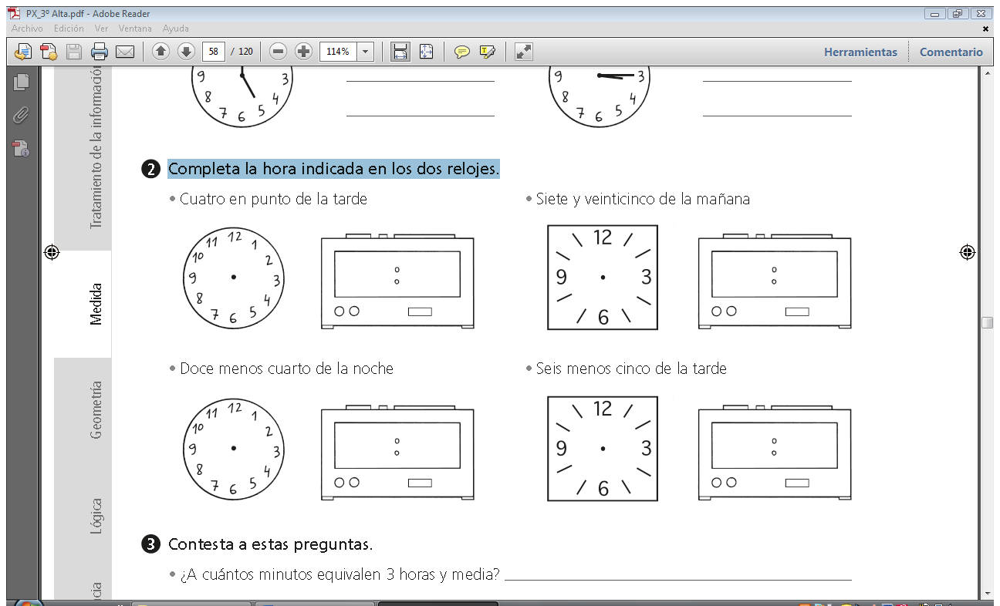 PX_3º Alta.pdf - Adobe Reader
Archivo Edición Ver Ventana Ayuda
58 / 120 114% Herramientas Comentario
Tratamiento de la información
Medida
Geometría
Lógica
9 3 8 4 7 6 5
9 3 8 4 7 6 5
2 Completa la hora indicada en los dos relojes.
• Cuatro en punto de la tarde • Siete y veinticinco de la mañana
12 1 2 3 4 5 6 7 8 9 10 11
:
12 3 6 9
:
• Doce menos cuarto de la noche • Seis menos cinco de la tarde
12 1 2 3 4 5 6 7 8 9 10 11
:
12 3 6 9
:
3 Contesta a estas preguntas.
• ¿A cuántos minutos equivalen 3 horas y media?